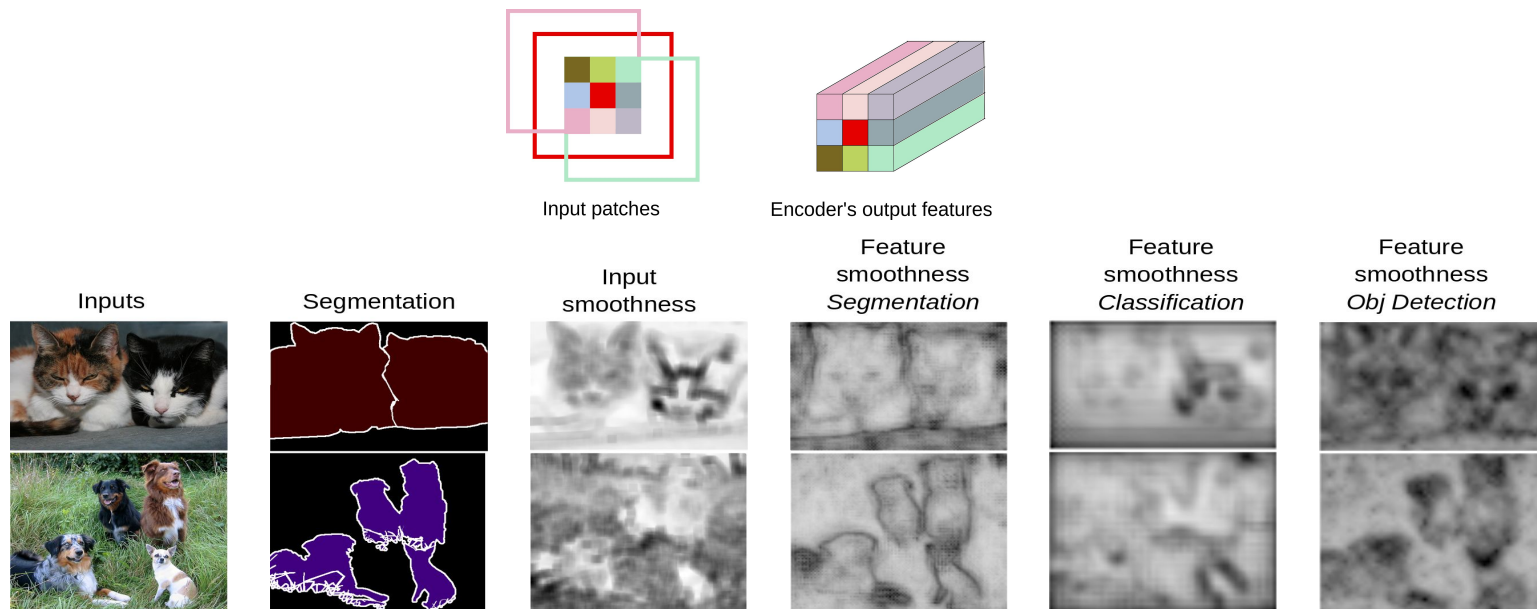 Input patches
Encoder's output features
Inputs
Segmentation
Input
smoothness
Feature
smoothness
Segmentation
Feature
smoothness
Classification
Feature
smoothness
Obj Detection